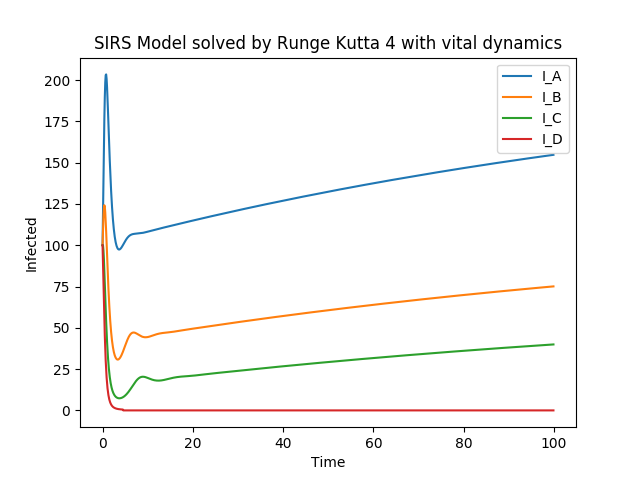 SIRS Model solved by Runge Kutta 4 with vital dynamics
I_A
I_B
I_C
I_D
200
175
150
125
100
75
50
25
0
Infected
0 20 40 60 80 100
Time